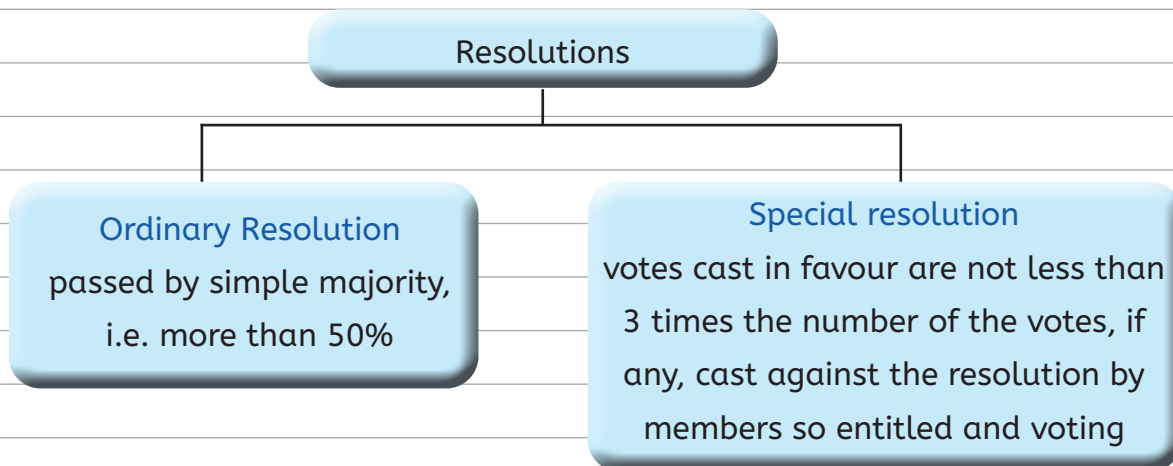 Resolutions
Ordinary Resolution
passed by simple majority,
i.e. more than 50%
Special resolution
votes cast in favour are not less than
3 times the number of the votes, if
any, cast against the resolution by
members so entitled and voting